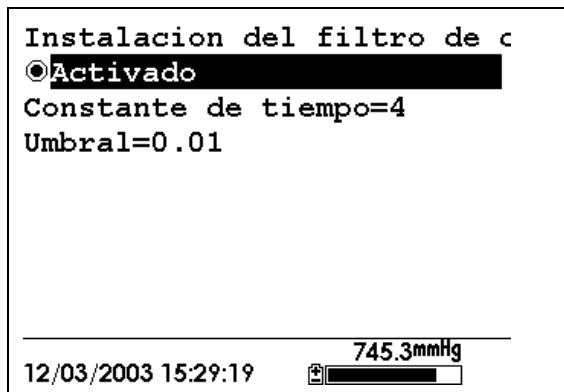 Instalacion del filtro de c
Activado
Constante de tiempo=4
Umbral=0.01
745.3mmHg
12/03/2003 15:29:19